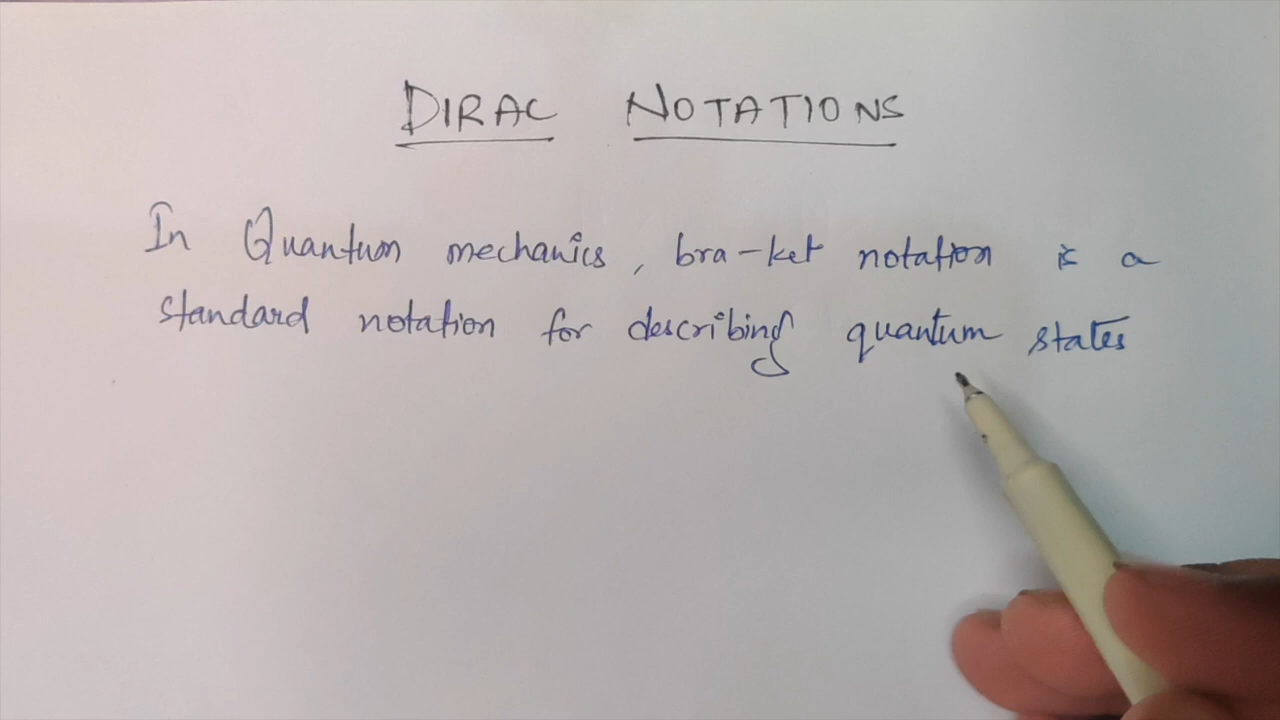 DIRAC NOTATIONS
In Quantum mechanics, bra-ket notation is a
standard notation for describing quantum states